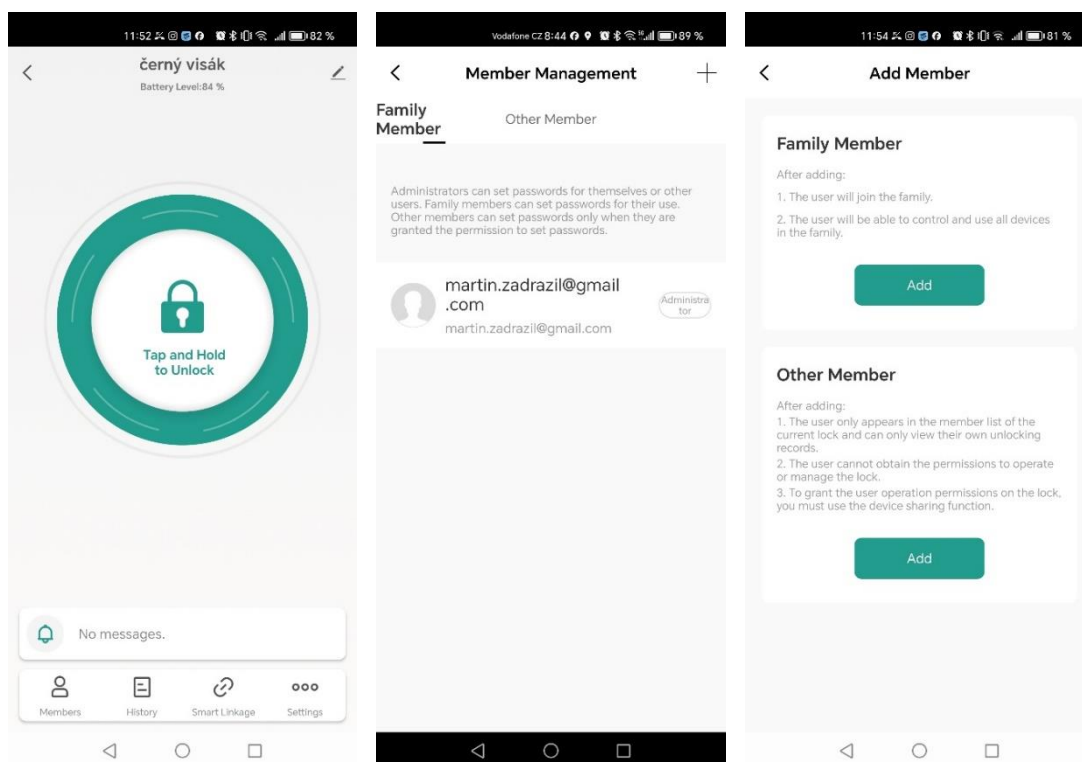 11:52 82 %
černý visák
Battery Level:84 %
Tap and Hold
to Unlock
No messages.
Members History Smart Linkage Settings
Vodafone CZ 8:44 89 %
Member Management
Family
Member
Other Member
Administrators can set passwords for themselves or other
users. Family members can set passwords for their use.
Other members can set passwords only when they are
granted the permission to set passwords.
martin.zadrazil@gmail
.com
Administra
tor
martin.zadrazil@gmail.com
11:54 81 %
Add Member
Family Member
After adding:
1. The user will join the family.
2. The user will be able to control and use all devices
in the family.
Add
Other Member
After adding:
1. The user only appears in the member list of the
current lock and can only view their own unlocking
records.
2. The user cannot obtain the permissions to operate
or manage the lock.
3. To grant the user operation permissions on the lock,
you must use the device sharing function.
Add